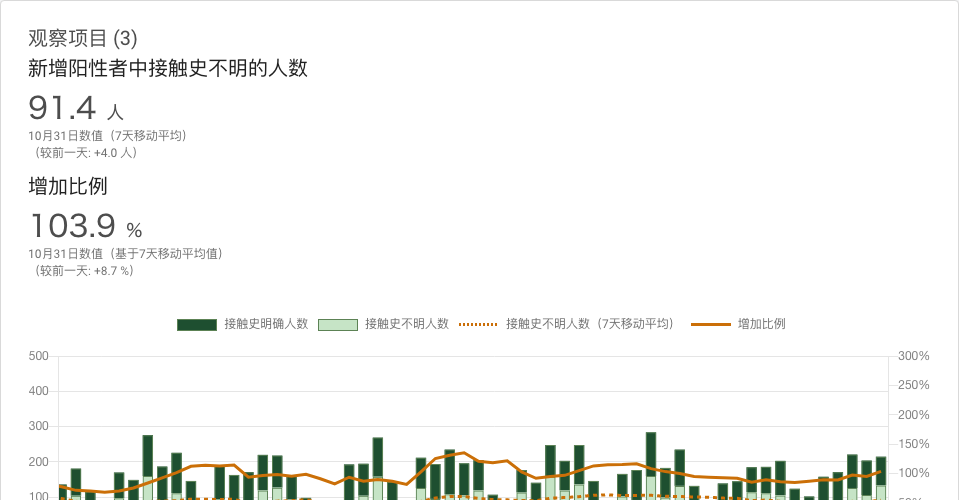 观察项目 (3)
新增阳性者中接触史不明的人数
91.4 人
10月31日数值（7天移动平均）
（较前一天: +4.0 人）
增加比例
103.9 %
10月31日数值（基于7天移动平均值）
（较前一天: +8.7 %）
接触史明确人数 接触史不明人数 接触史不明人数（7天移动平均） 增加比例
500 300%
250%
400
200%
300
150%
200
100%
100